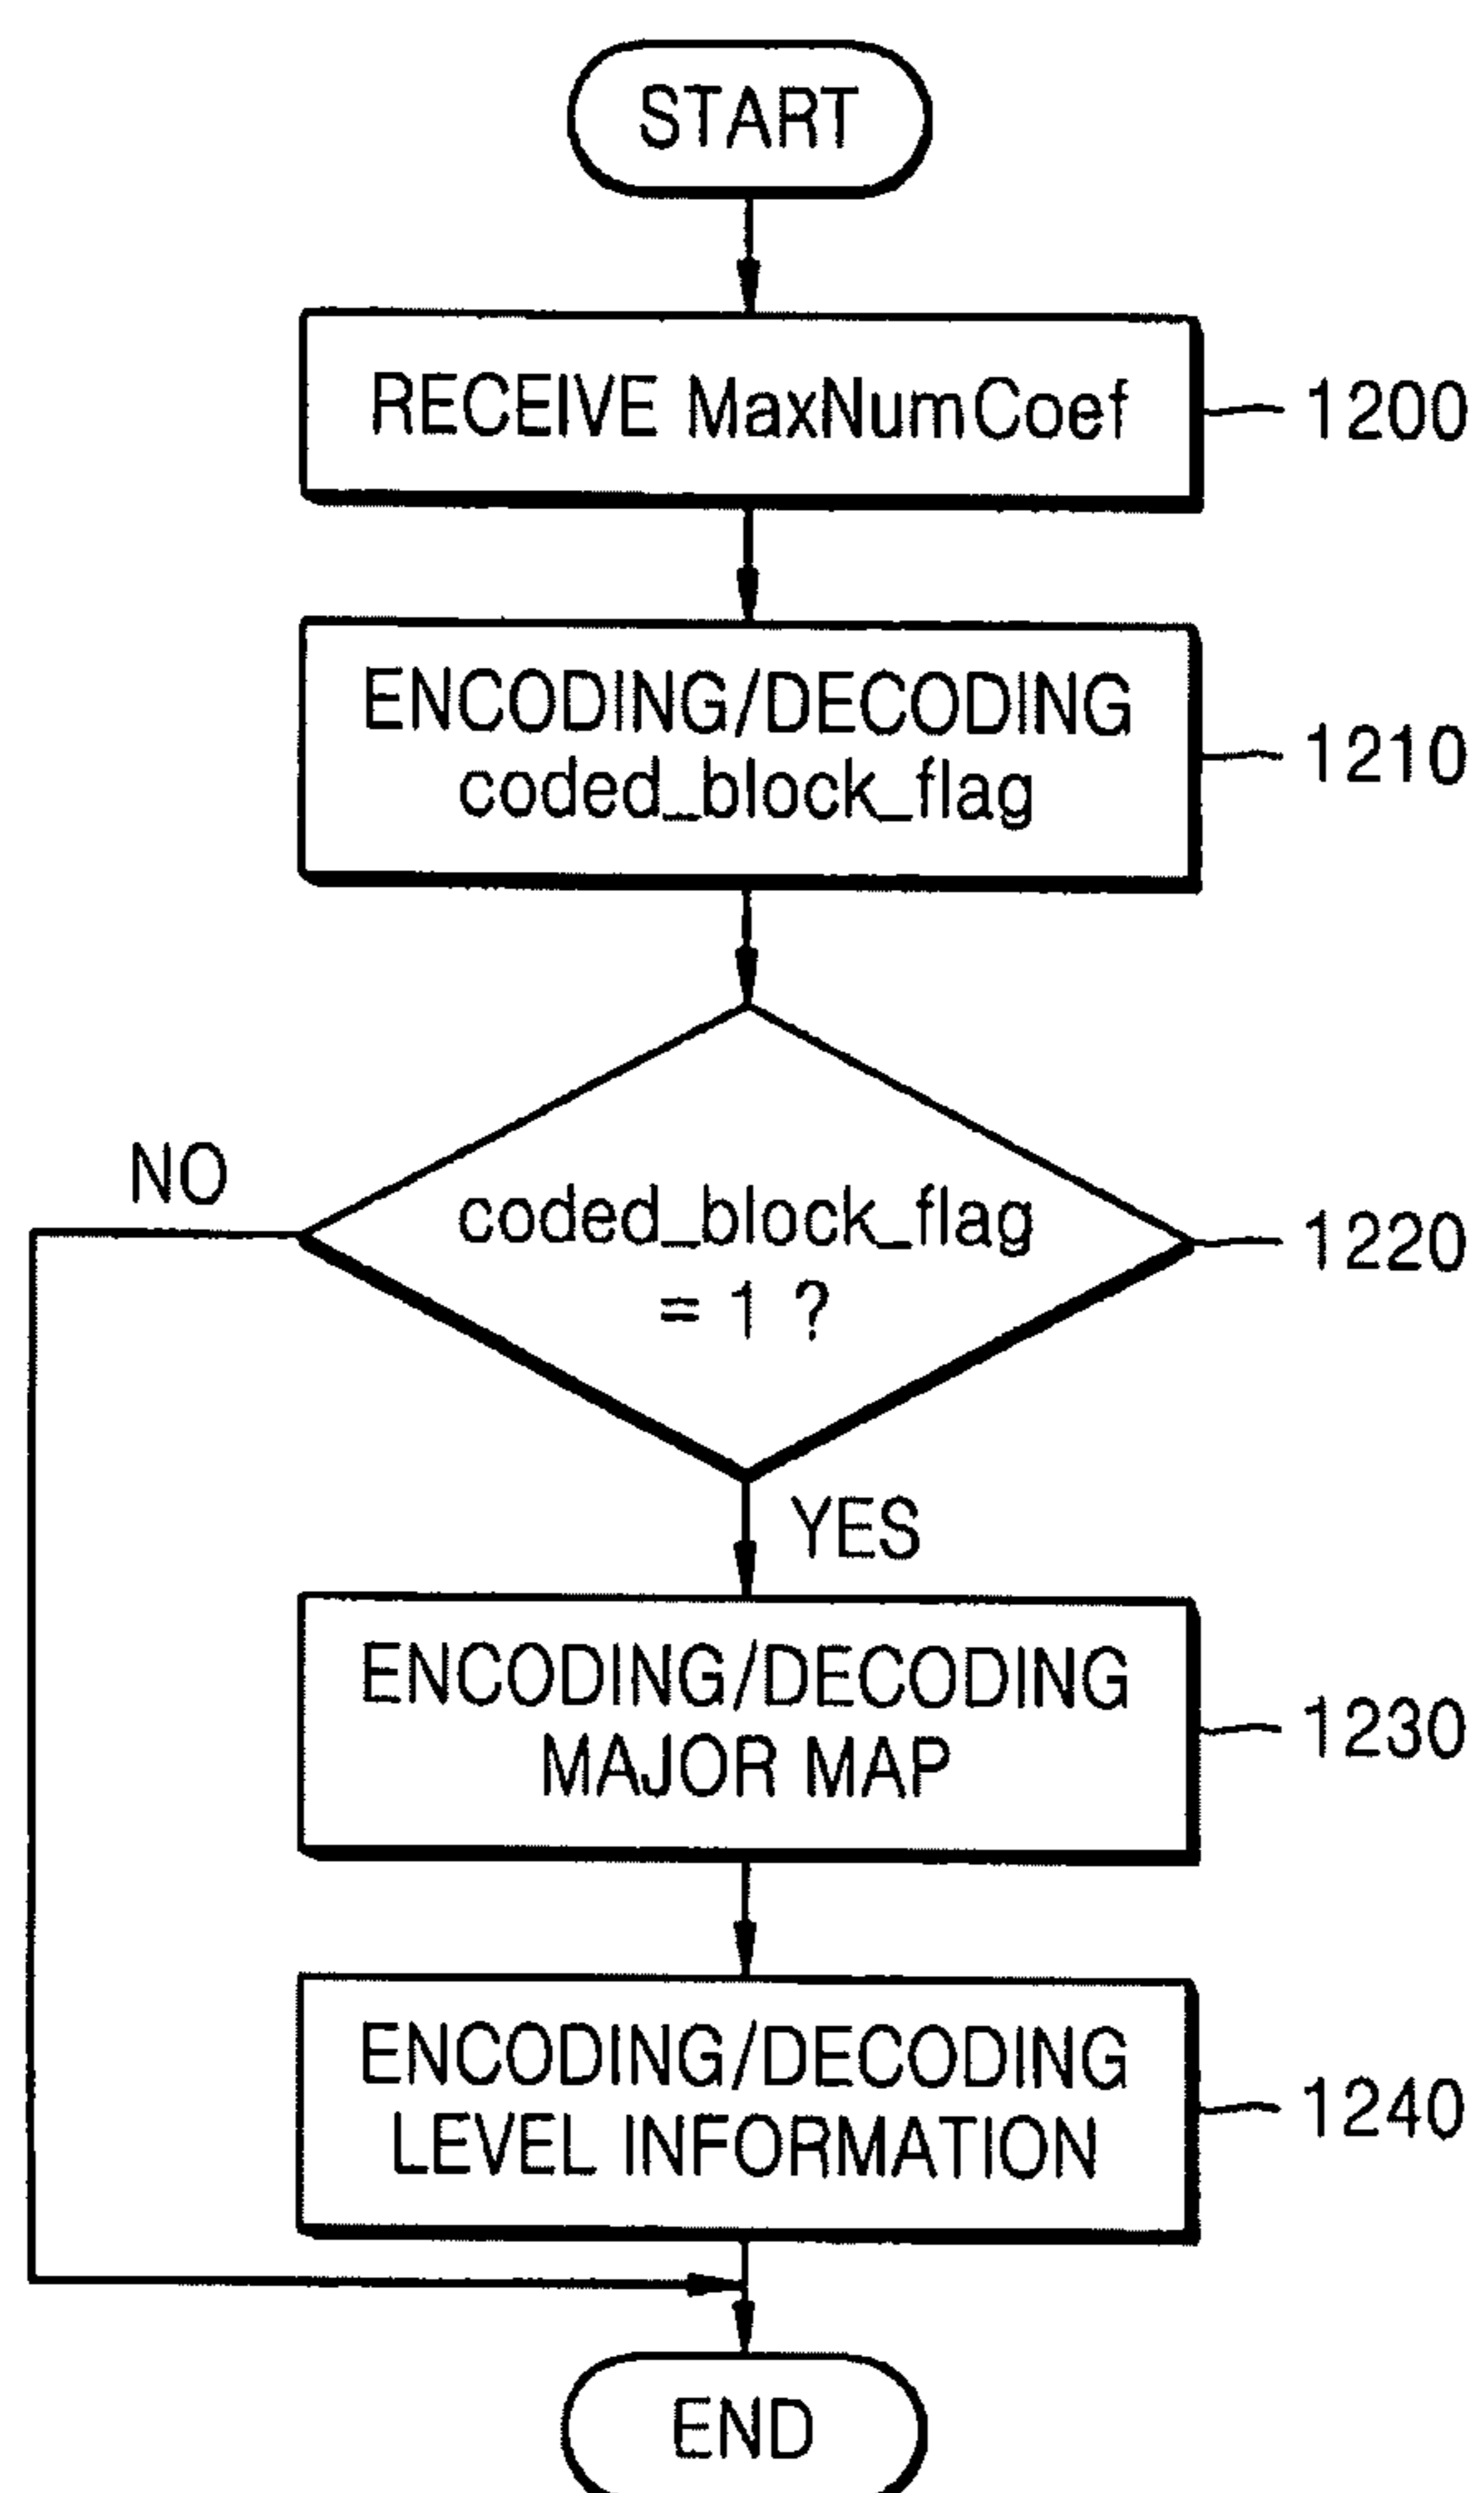 START
RECEIVE MaxNumCoef
1200
ENCODING/DECODING
coded_block_flag
1210
NO
coded_block_flag
= 1 ?
1220
YES
ENCODING/DECODING
MAJOR MAP
1230
ENCODING/DECODING
LEVEL INFORMATION
1240
END